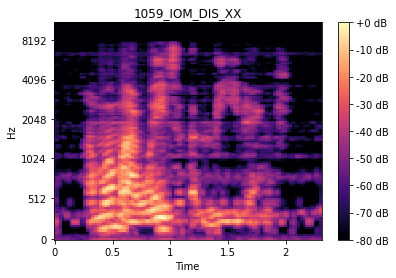 1059_IOM_DIS_XX
+0 dB
8192
-10 dB
4096
-20 dB
-30 dB
2048
Hz
-40 dB
1024
-50 dB
512
-60 dB
-70 dB
0
-80 dB
0
0.5
1
1.5
2
Time